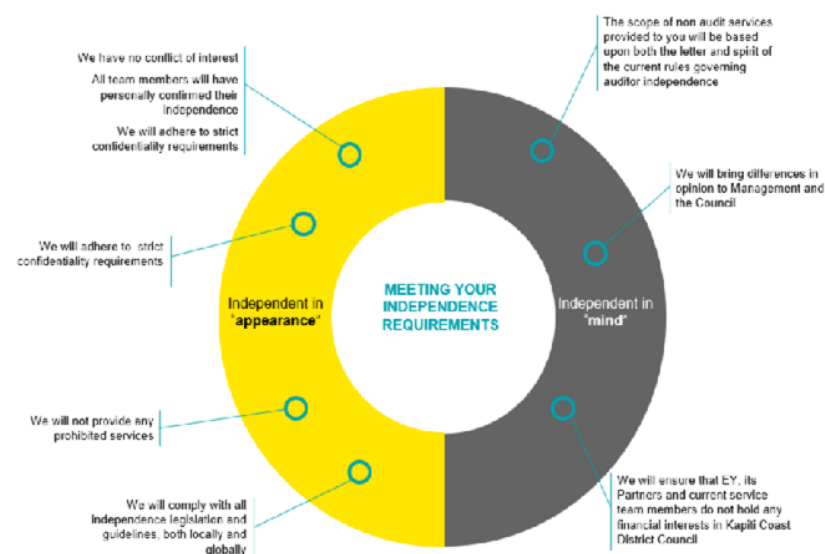 We have no conflict of interest
All team members will have
personally confirmed their
independence
We will adhere to strict
confidentiality requirements
We will adhere to strict
confidentiality requirements
Independent in
"appearance"
We will not provide any
prohibited services
We will comply with all
Independence legislation and
guidelines, both locally and
globally
MEETING YOUR
INDEPENDENCE
REQUIREMENTS
The scope of non audit services
provided to you will be based
upon both the letter and spirit of
the current rules governing
auditor independence
We will bring differences in
opinion to Management and
the Council
Independent in
"mind"
We will ensure that EY, its
Partners and current service
team members do not hold any
financial interests in Kapiti Coast
District Council